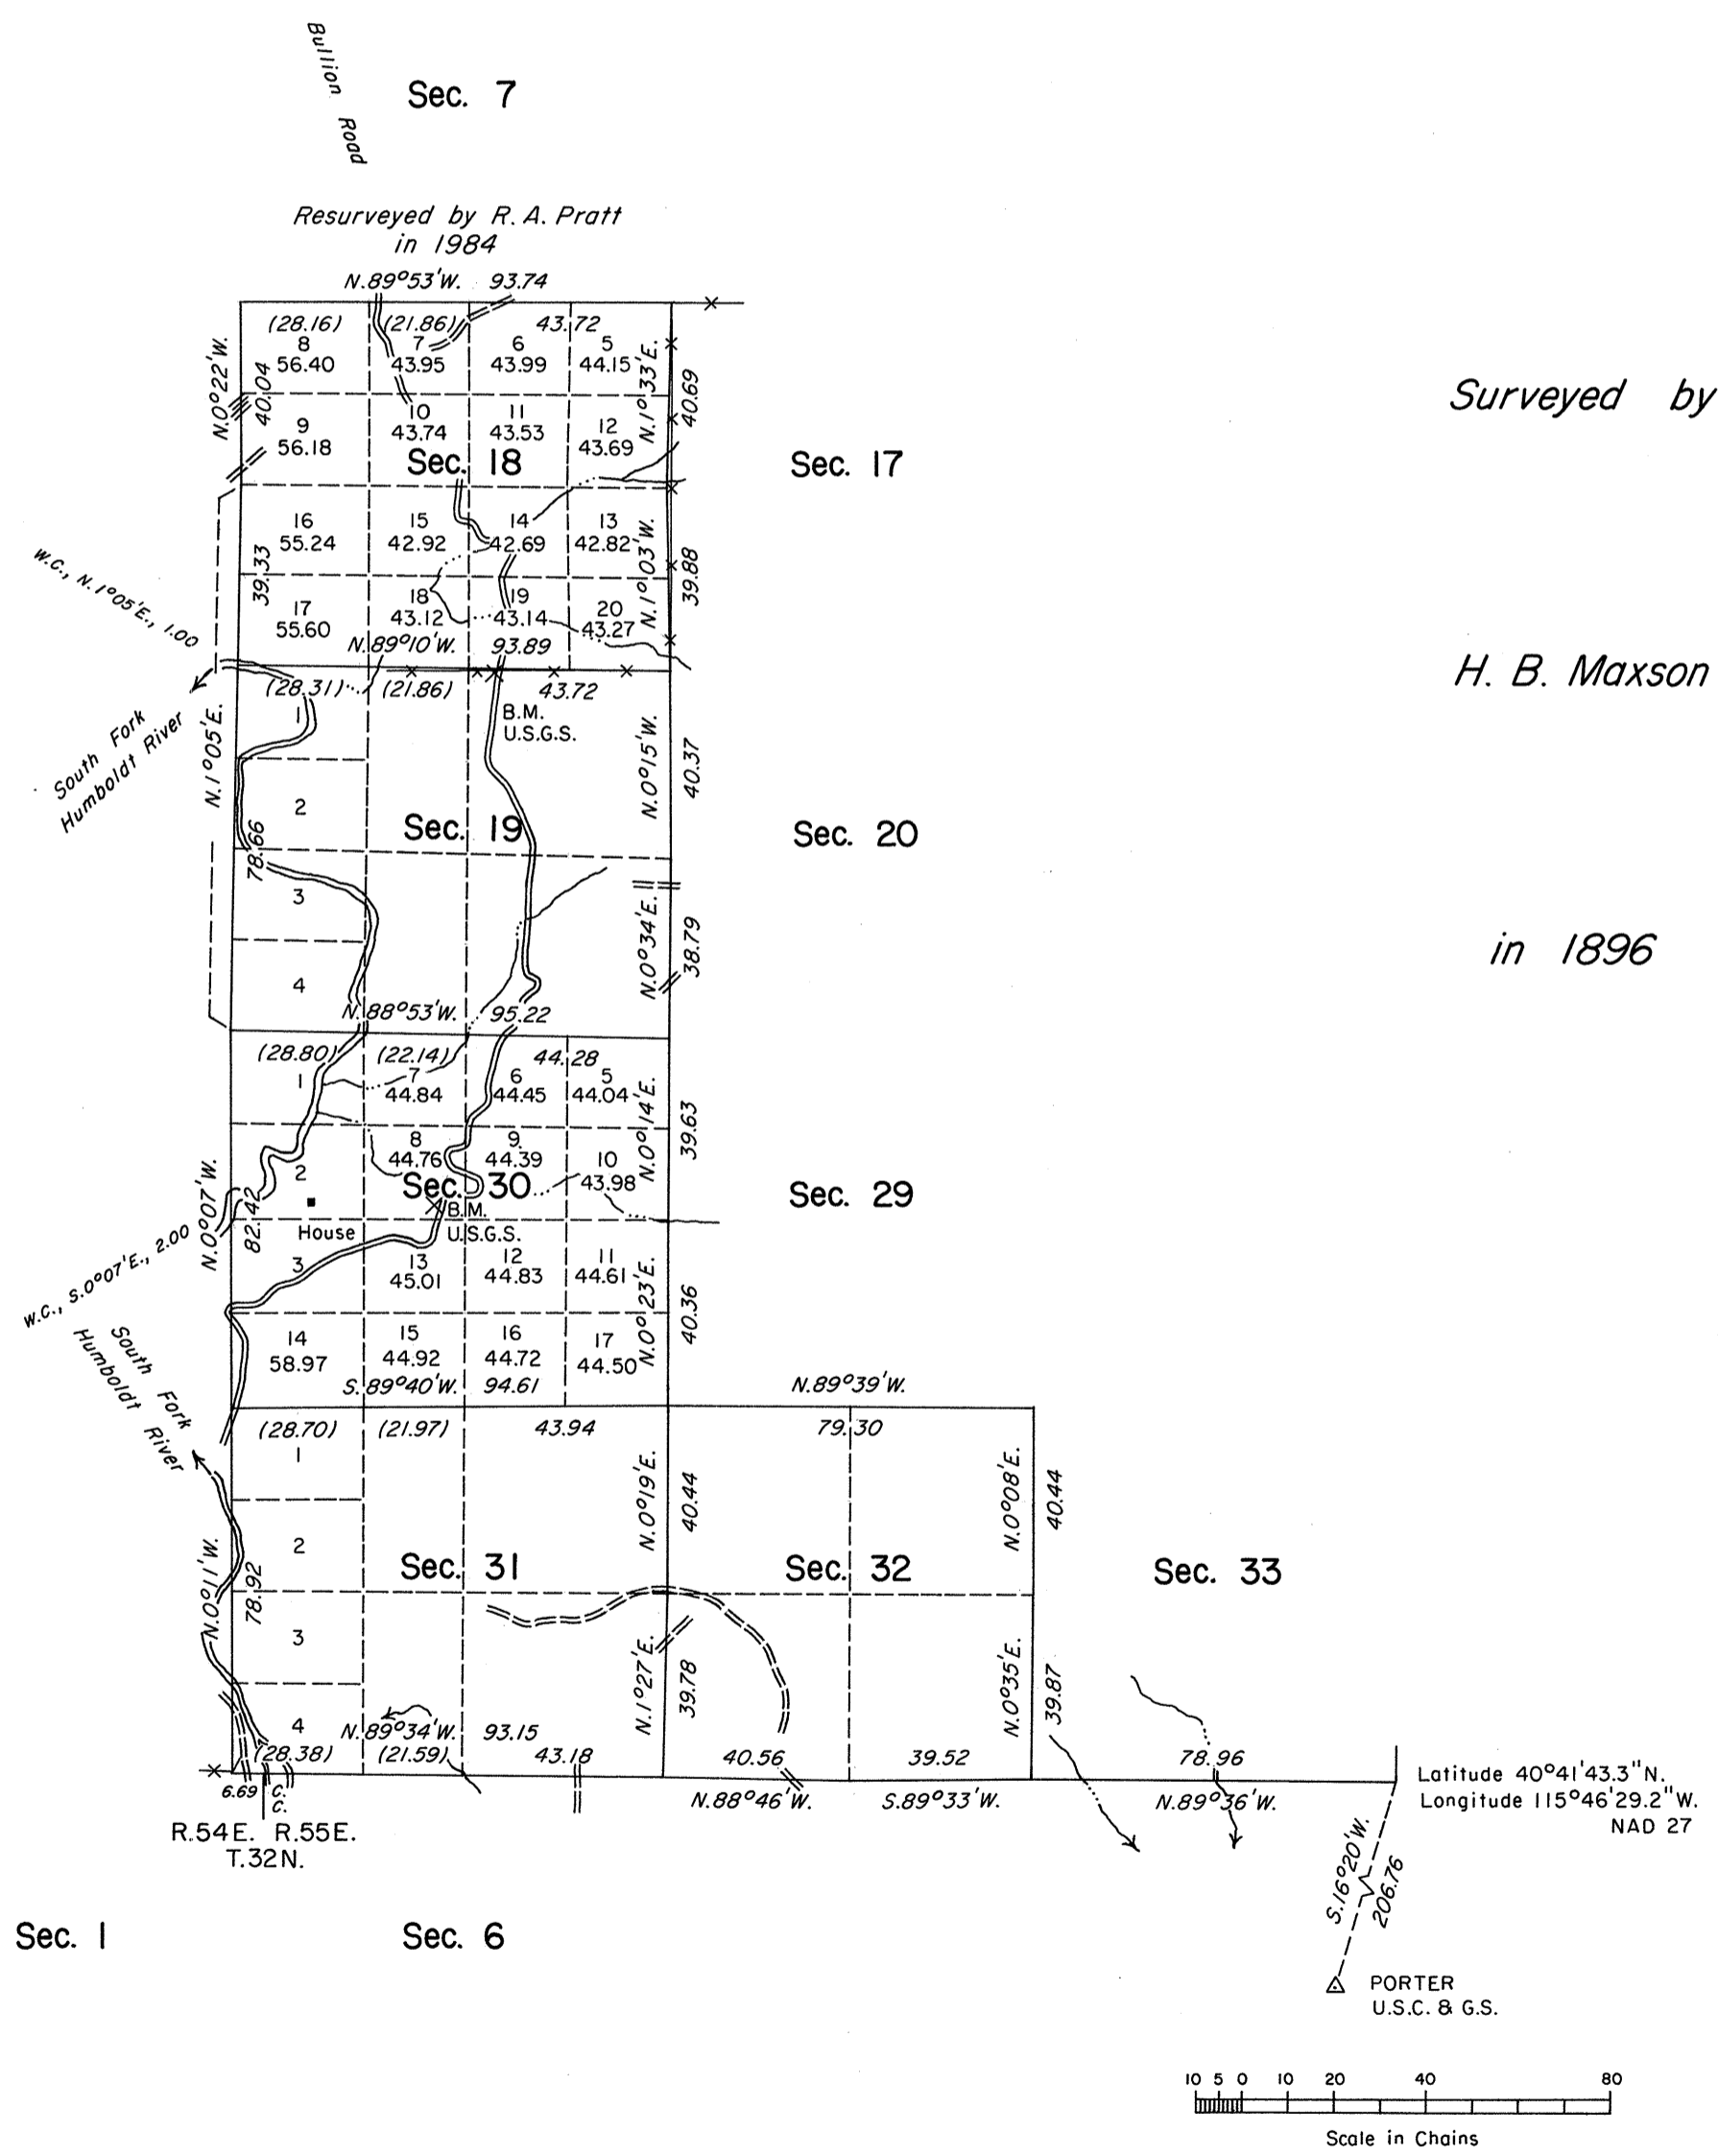 Bullion Road
Sec. 7
Resurveyed by R. A. Pratt
in 1984
N.89°53'W. 93.74
(28.16) (21.86) 43.72
8 7 6 5
56.40 43.95 43.99 44.15
N.0°22'W.
40.04
N.1°33'E.
40.69
9 10 11 12
56.18 43.74 43.53 43.69
Sec. 18
Sec. 17
Surveyed by
16 15 14 13
55.24 42.92 42.69 42.82
39.33
N.1°03'W.
39.88
W.C., N.1°05'E., 1.00
17 18 19 20
55.60 43.12 43.14 43.27
N.89°10'W. 93.89
(28.31) (21.86) 43.72
H. B. Maxson
South Fork
Humboldt River
1
B.M.
U.S.G.S.
N.1°05'E.
78.66
N.0°15'W.
40.37
2
Sec. 19
Sec. 20
3
N.0°34'E.
38.79
in 1896
4
N.88°53'W. 95.22
(28.80) (22.14) 44.28
1 7 6 5
44.84 44.45 44.04
N.0°14'E.
39.63
8 9 10
44.76 44.39 43.98
2
Sec. 30
Sec. 29
N.0°07'W.
82.42
B.M.
U.S.G.S.
House
W.C., S.0°07'E., 2.00
3 13 12 11
45.01 44.83 44.61
N.0°23'E.
40.36
South Fork
Humboldt River
14 15 16 17
58.97 44.92 44.72 44.50
S.89°40'W. 94.61
N.89°39'W.
(28.70) (21.97) 43.94
79.30
1
N.0°19'E.
40.44
N.0°08'E.
40.44
2
N.0°11'W.
78.92
Sec. 31
Sec. 32
Sec. 33
3
N.1°27'E.
39.78
N.0°35'E.
39.87
4
N.89°34'W. 93.15
(28.38) (21.59) 43.18
40.56 39.52 78.96
6.69 C.
C.
N.88°46'W. S.89°33'W. N.89°36'W.
Latitude 40°41'43.3"N.
Longitude 115°46'29.2"W.
NAD 27
R.54E. R.55E.
T.32N.
S.16°20'W.
206.76
Sec. 1
Sec. 6
PORTER
U.S.C. & G.S.
10 5 0 10 20 40 80
Scale in Chains